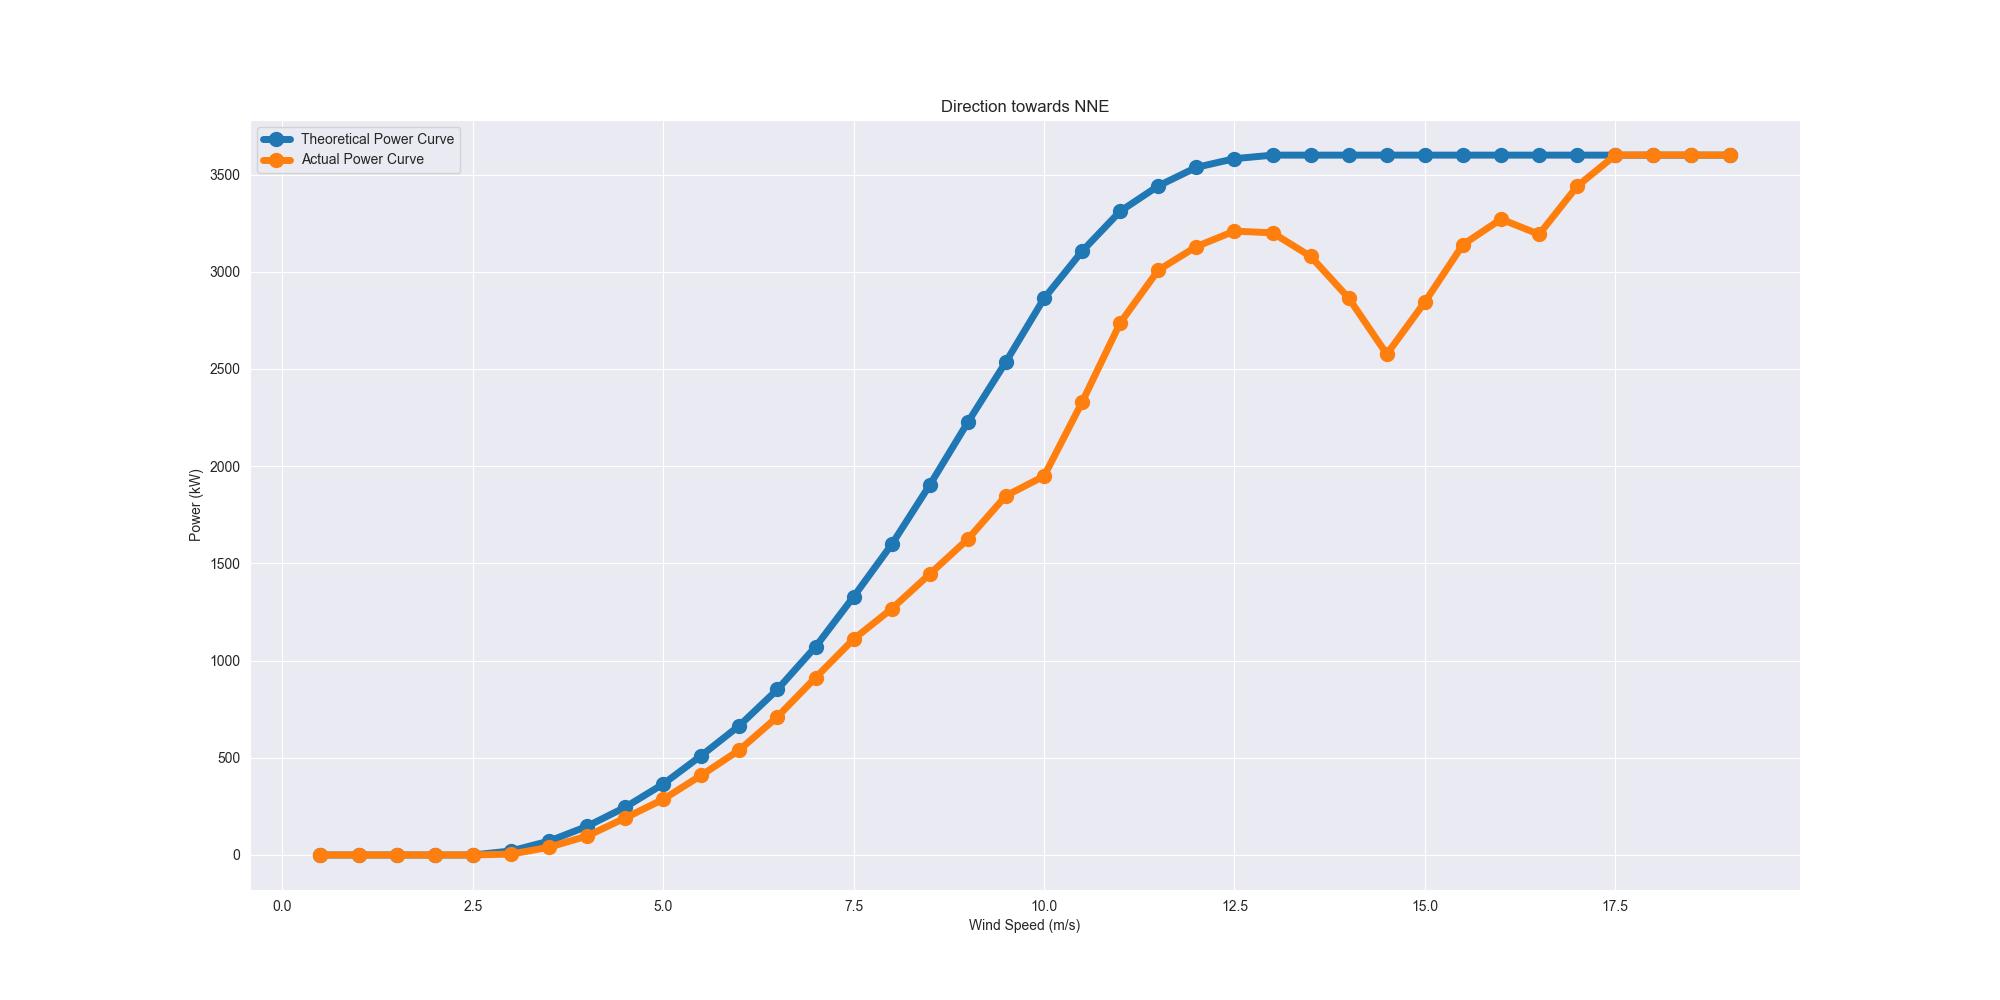 Direction towards NNE
Theoretical Power Curve
Actual Power Curve
3500
3000
2500
2000
1500
1000
500
0
Power (kW)
0.0 2.5 5.0 7.5 10.0 12.5 15.0 17.5
Wind Speed (m/s)